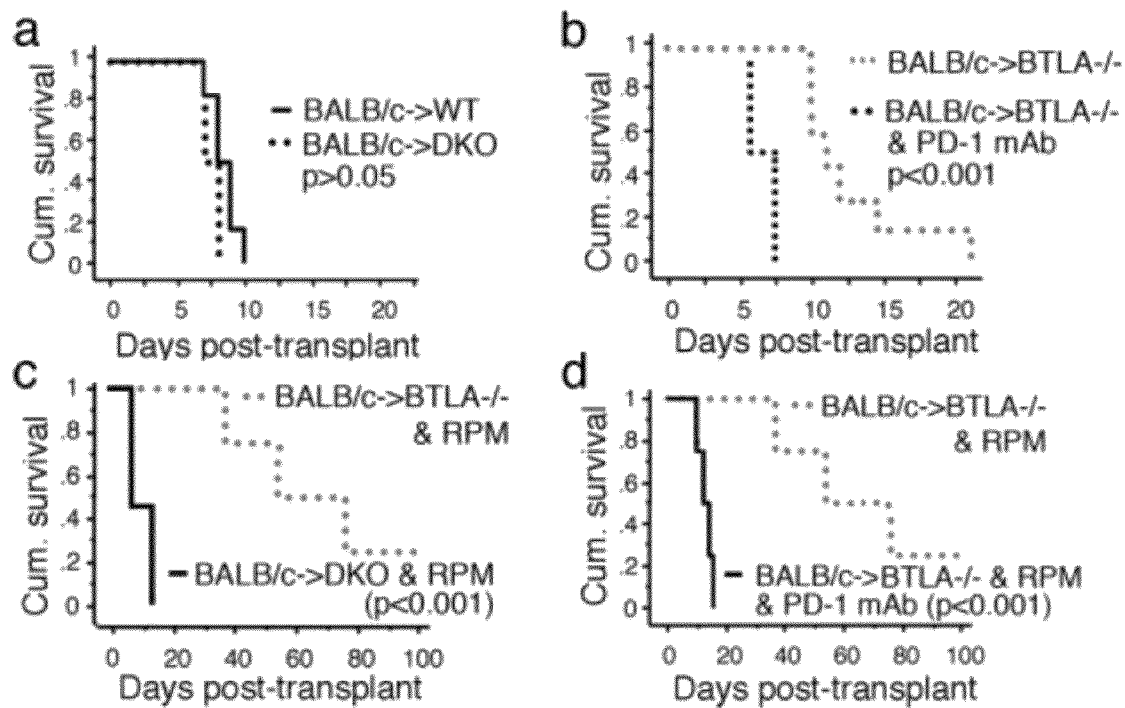 a
Cum. survival
1
.8
.6
.4
.2
0
BALB/c->WT
BALB/c->DKO
p>0.05
0 5 10 15 20
Days post-transplant
b
Cum. survival
1
.8
.6
.4
.2
0
BALB/c->BTLA-/-
BALB/c->BTLA-/-
& PD-1 mAb
p<0.001
0 5 10 15 20
Days post-transplant
c
Cum. survival
1
.8
.6
.4
.2
0
BALB/c->BTLA-/-
& RPM
BALB/c->DKO & RPM
(p<0.001)
0 20 40 60 80 100
Days post-transplant
d
Cum. survival
1
.8
.6
.4
.2
0
BALB/c->BTLA-/-
& RPM
BALB/c->BTLA-/- & RPM
& PD-1 mAb (p<0.001)
0 20 40 60 80 100
Days post-transplant